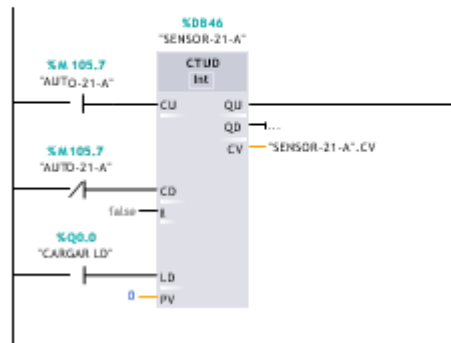 %DB46
"SENSOR-21-A"
%M105.7
"AUTO-21-A"
CTUD
Int
CU
QU
QD
...
CV
"SENSOR-21-A".CV
%M105.7
"AUTO-21-A"
CD
false
%Q0.0
"CARGAR LD"
LD
0
PV